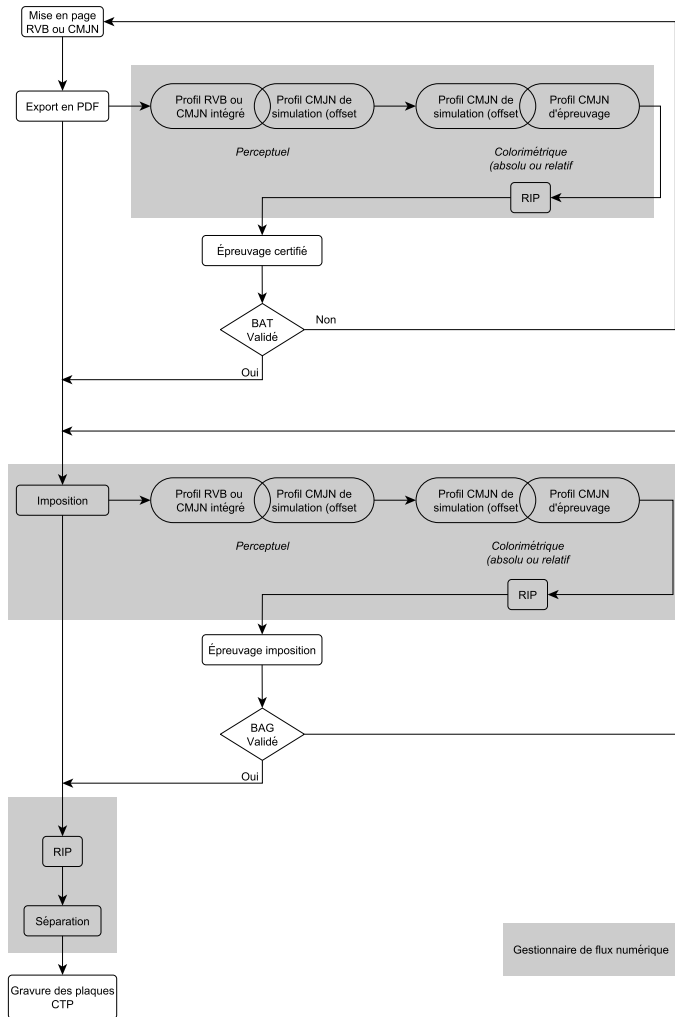 Mise en page
RVB ou CMJN
Export en PDF
Profil RVB ou
CMJN intégré
Profil CMJN de
simulation (offset
Profil CMJN de
simulation (offset
Profil CMJN
d'épreuvage
Perceptuel
Colorimétrique
(absolu ou relatif
RIP
Épreuvage certifié
BAT
Validé
Non
Oui
Imposition
Profil RVB ou
CMJN intégré
Profil CMJN de
simulation (offset
Profil CMJN de
simulation (offset
Profil CMJN
d'épreuvage
Perceptuel
Colorimétrique
(absolu ou relatif
RIP
Épreuvage imposition
BAG
Validé
Oui
RIP
Séparation
Gestionnaire de flux numérique
Gravure des plaques
CTP